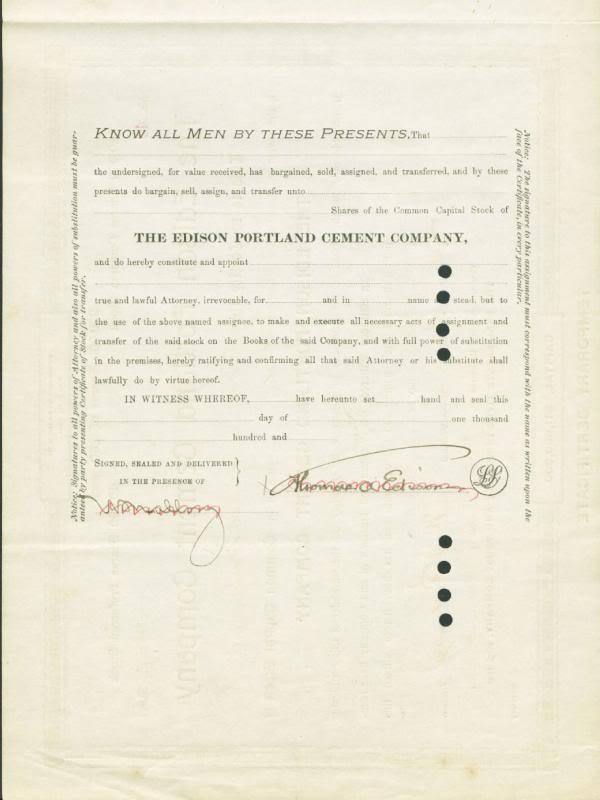 KNOW ALL MEN BY THESE PRESENTS, That
the undersigned, for value received, has bargained, sold, assigned, and transferred, and by these
presents do bargain, sell, assign, and transfer unto
Shares of the Common Capital Stock of
THE EDISON PORTLAND CEMENT COMPANY,
and do hereby constitute and appoint
true and lawful Attorney, irrevocable, for and in name stead, but to
the use of the above named assignee, to make and execute all necessary acts of assignment and
transfer of the said stock on the Books of the said Company, and with full power of substitution
in the premises, hereby ratifying and confirming all that said Attorney or his substitute shall
lawfully do by virtue hereof.
IN WITNESS WHEREOF, have hereunto set hand and seal this
day of one thousand
hundred and
SIGNED, SEALED AND DELIVERED
IN THE PRESENCE OF
Thomas A Edison
LS
Notice: Signatures to all powers of Attorney and also all powers of substitution must be guar-
anteed by party presenting Certificate of Stock for transfer.
Notice: The signature to this assignment must correspond with the name as written upon the
face of the Certificate, in every particular.